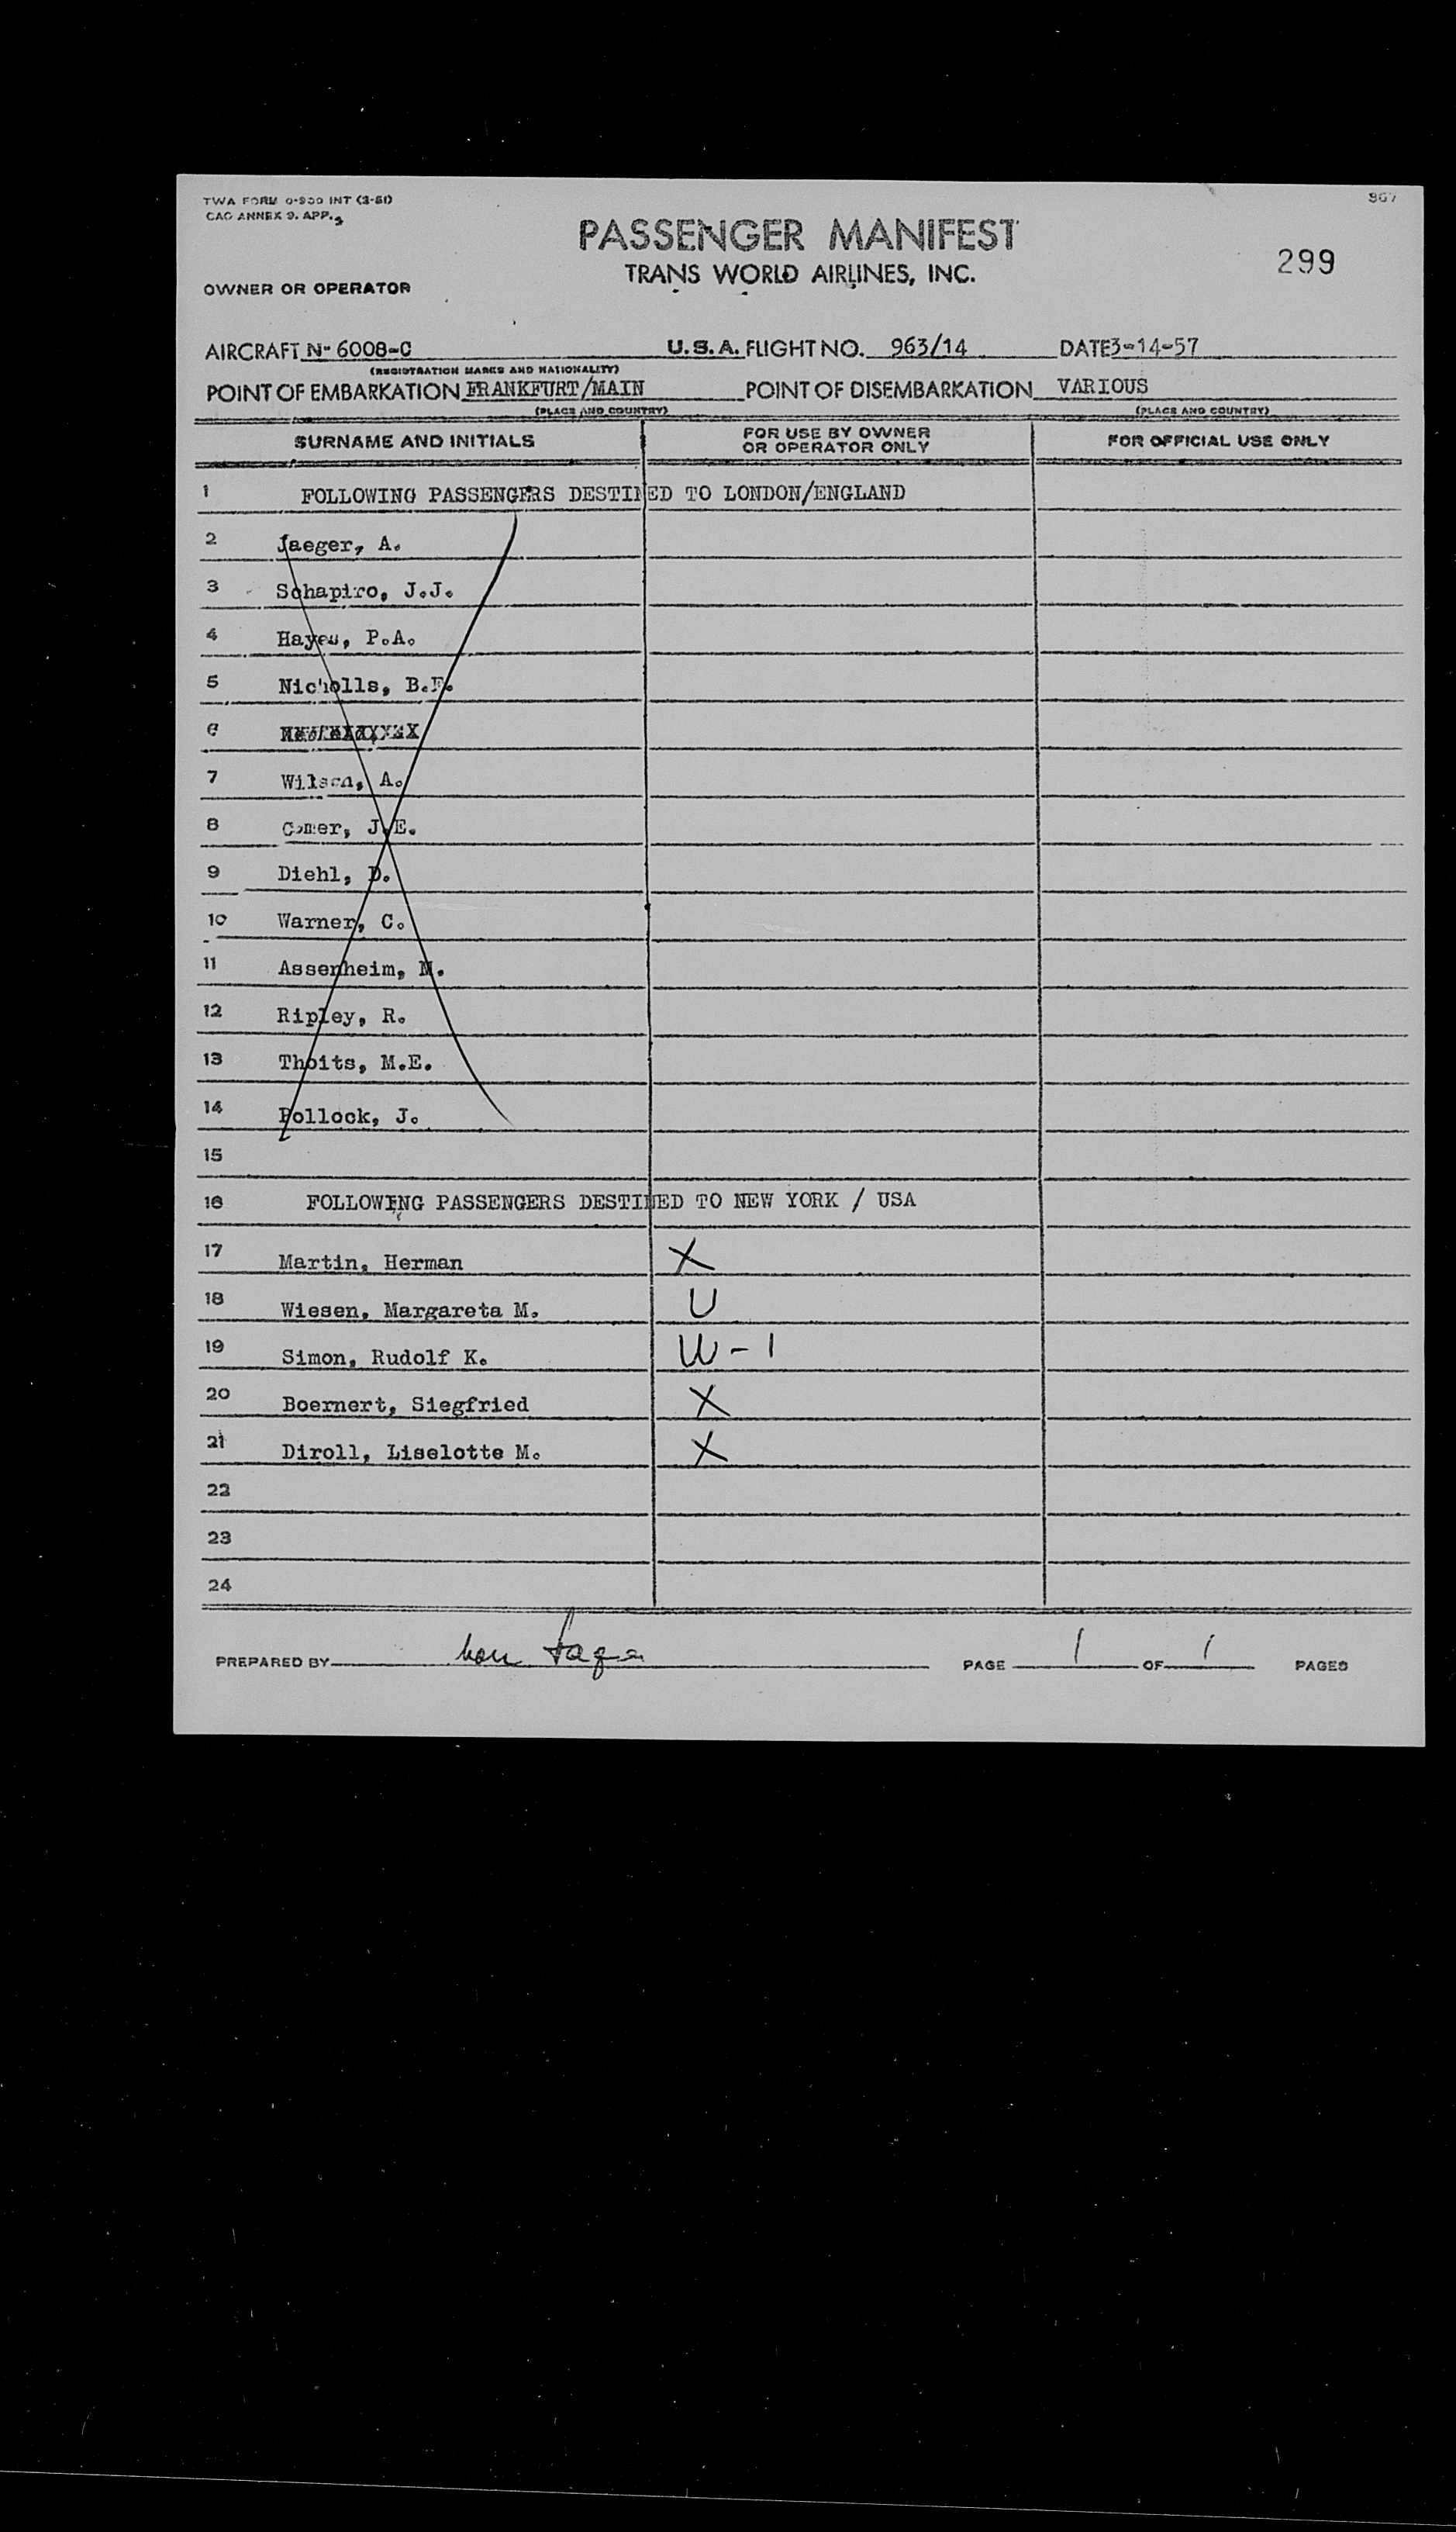 TWA FORM 0-930 INT (3-51)
CAO ANNEX 9. APP. 3
967
PASSENGER MANIFEST
TRANS WORLD AIRLINES, INC.
299
OWNER OR OPERATOR
AIRCRAFT N- 6008-C U.S.A. FLIGHT NO. 963/14 DATE 3-14-57
(REGISTRATION MARKS AND NATIONALITY)
POINT OF EMBARKATION FRANKFURT/MAIN POINT OF DISEMBARKATION VARIOUS
(PLACE AND COUNTRY) (PLACE AND COUNTRY)
SURNAME AND INITIALS FOR USE BY OWNER OR OPERATOR ONLY FOR OFFICIAL USE ONLY
1 FOLLOWING PASSENGERS DESTINED TO LONDON/ENGLAND
2 Jaeger, A.
3 Schapiro, J.J.
4 Hayes, P.A.
5 Nicholls, B.F.
6
7 Wilson, A.
8 Comer, J.E.
9 Diehl, D.
10 Warner, C.
11 Assenheim, M.
12 Ripley, R.
13 Thoits, M.E.
14 Pollock, J.
15
16 FOLLOWING PASSENGERS DESTINED TO NEW YORK / USA
17 Martin, Herman X
18 Wiesen, Margareta M. U
19 Simon, Rudolf K. W-1
20 Boernert, Siegfried X
21 Diroll, Liselotte M. X
22
23
24
PREPARED BY PAGE 1 OF 1 PAGES